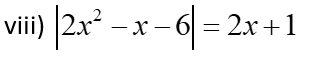 viii) |2x² − x − 6| = 2x + 1